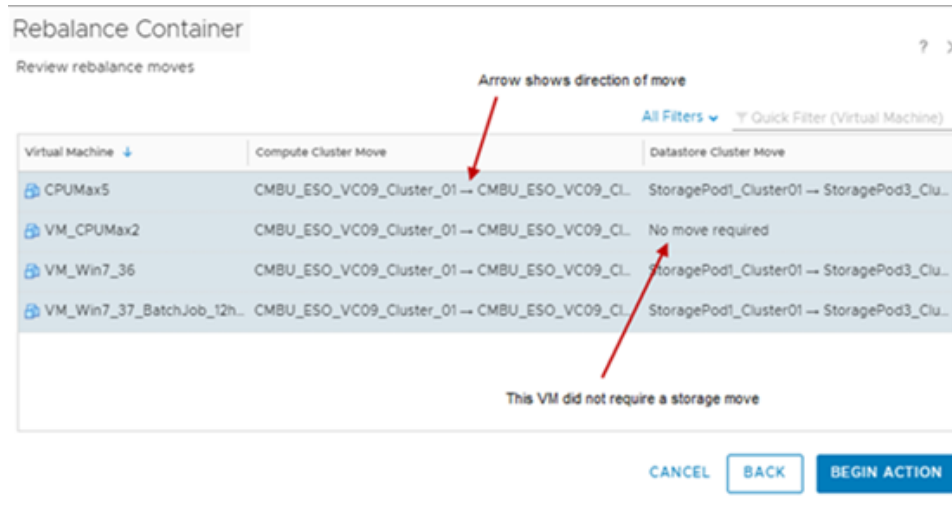 Rebalance Container
?
Review rebalance moves
Arrow shows direction of move
All Filters
Quick Filter (Virtual Machine)
Virtual Machine Compute Cluster Move Datastore Cluster Move
CPUMax5 CMBU_ESO_VC09_Cluster_01 → CMBU_ESO_VC09_Cl... StoragePod1_Cluster01 → StoragePod3_Clu...
VM_CPUMax2 CMBU_ESO_VC09_Cluster_01 → CMBU_ESO_VC09_Cl... No move required
VM_Win7_36 CMBU_ESO_VC09_Cluster_01 → CMBU_ESO_VC09_Cl... StoragePod1_Cluster01 → StoragePod3_Clu...
VM_Win7_37_BatchJob_12h... CMBU_ESO_VC09_Cluster_01 → CMBU_ESO_VC09_Cl... StoragePod1_Cluster01 → StoragePod3_Clu...
This VM did not require a storage move
CANCEL BACK BEGIN ACTION